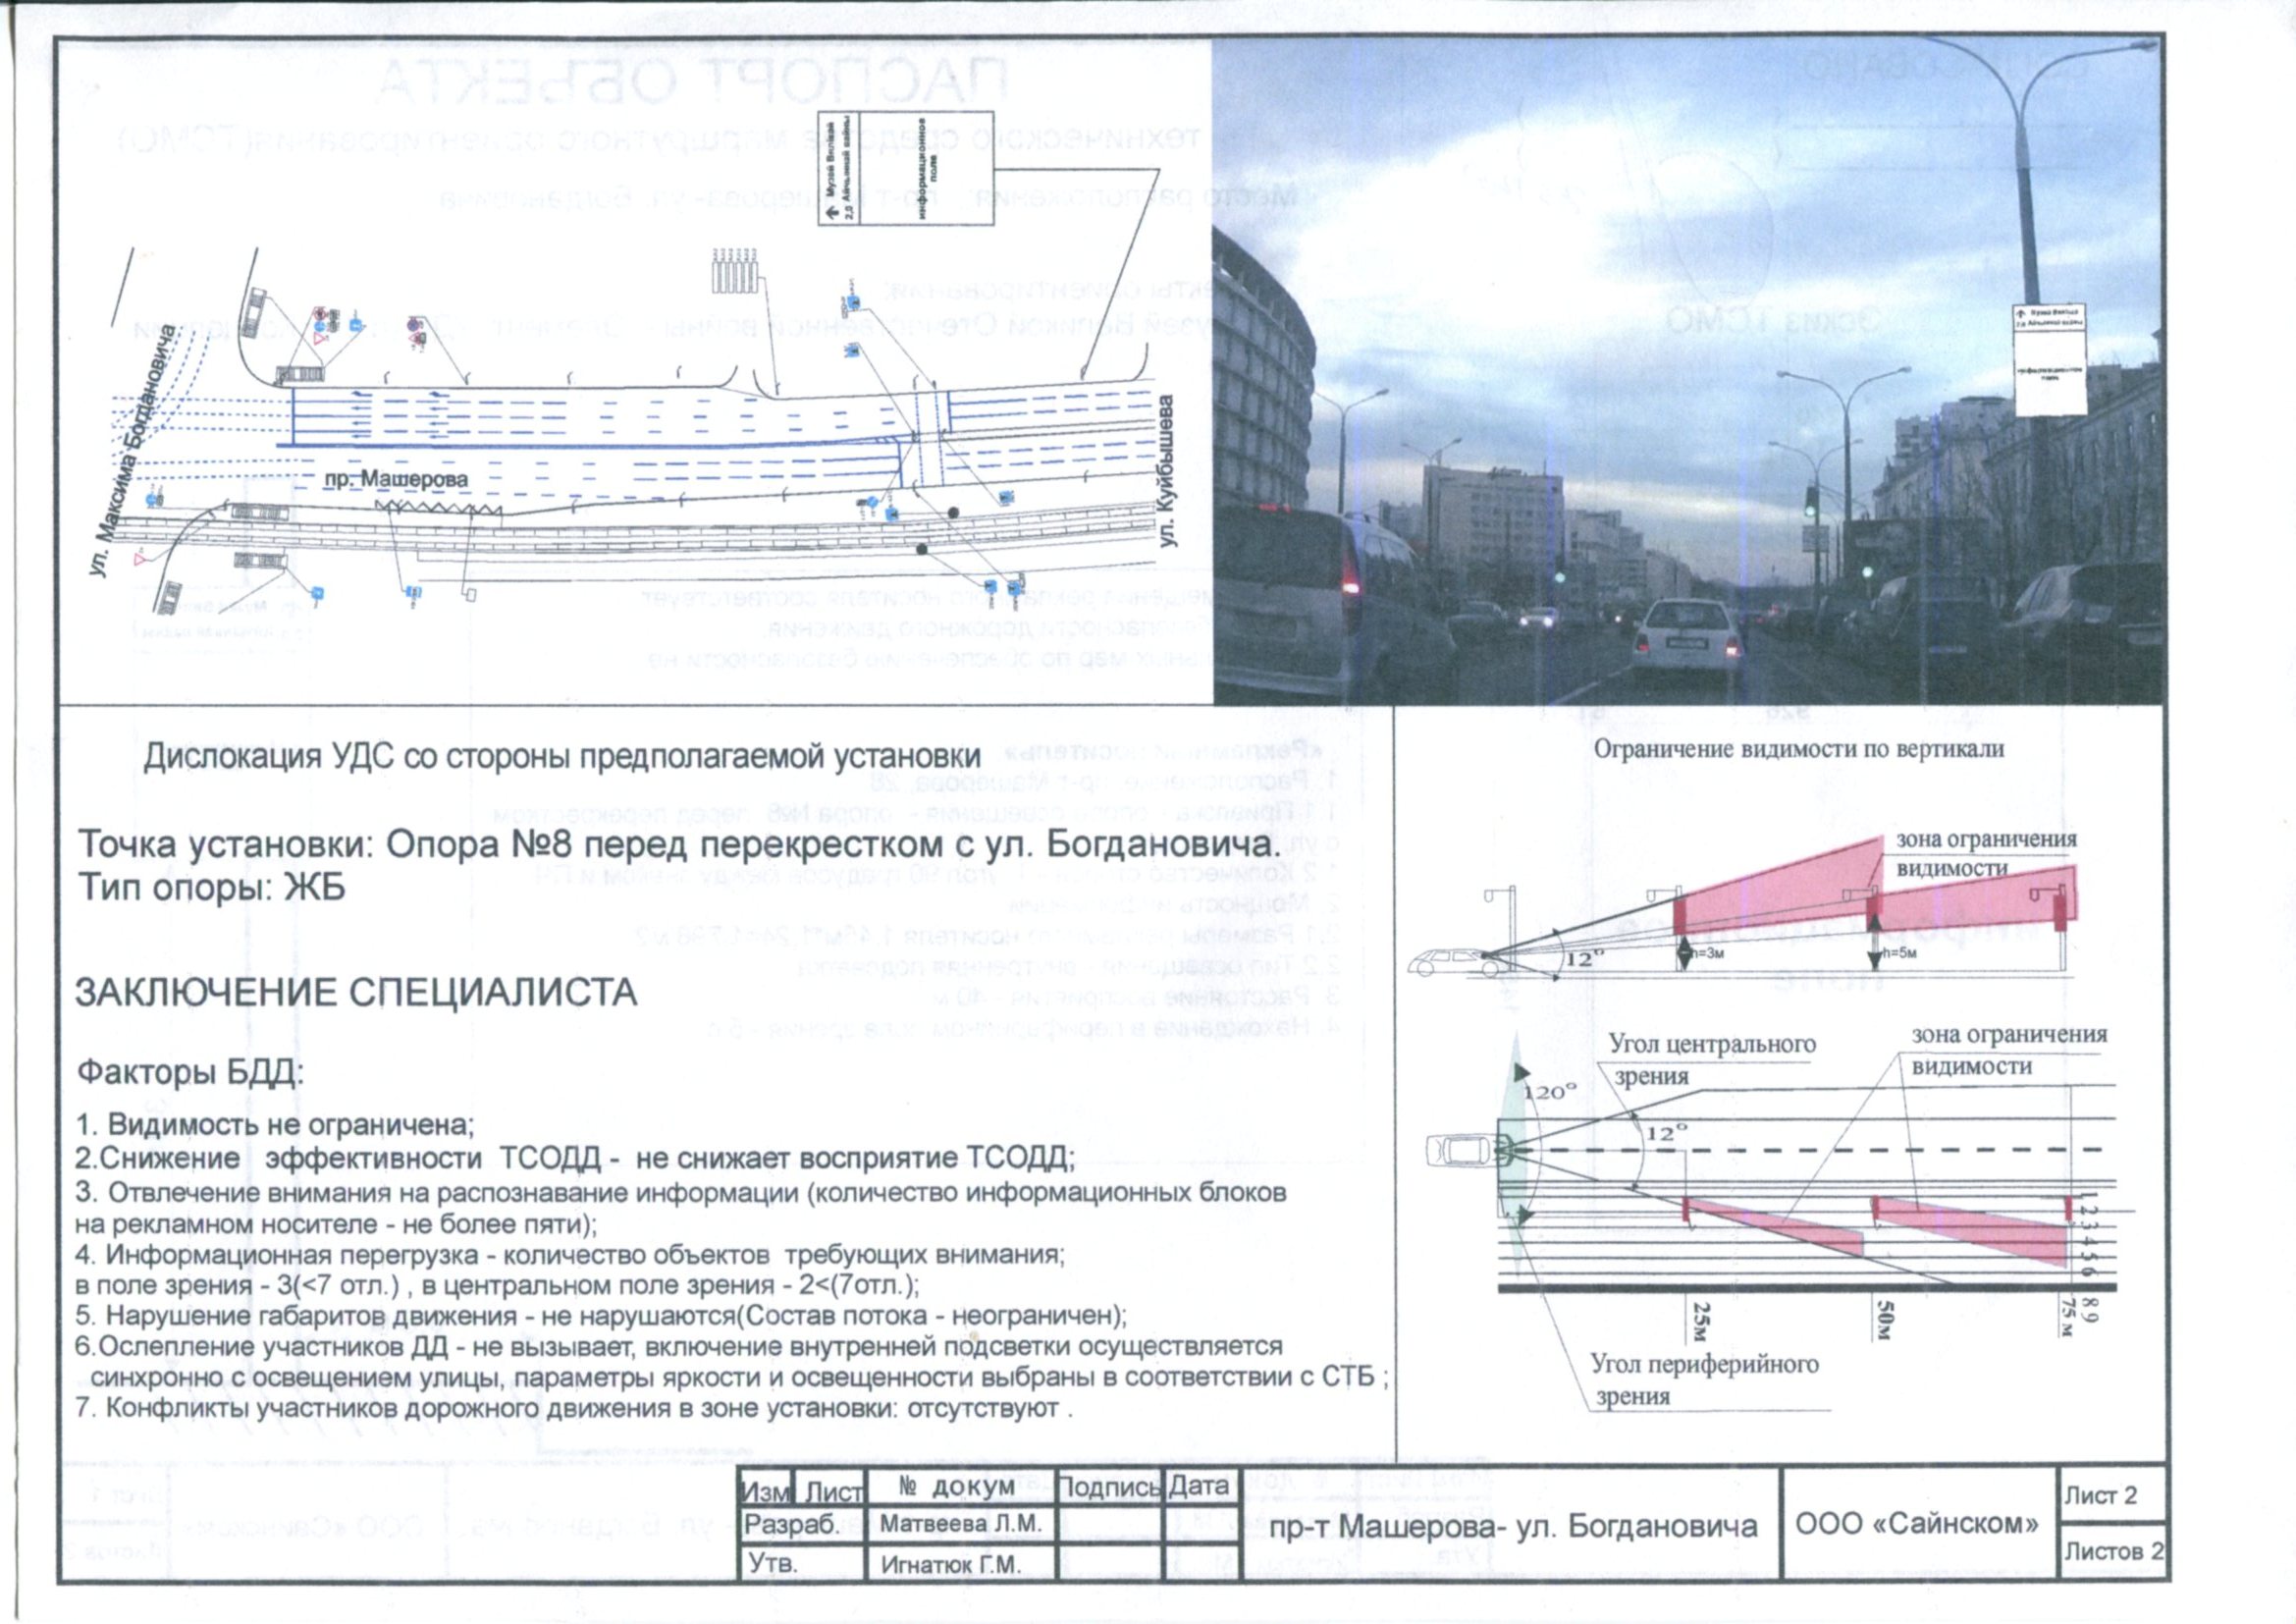 Музей Вялікай
2,0 Айчыннай вайны
информационное
поле
ул. Максима Богдановича
пр. Машерова
ул. Куйбышева
Дислокация УДС со стороны предполагаемой установки
Точка установки: Опора №8 перед перекрестком с ул. Богдановича.
Тип опоры: ЖБ
ЗАКЛЮЧЕНИЕ СПЕЦИАЛИСТА
Факторы БДД:
1. Видимость не ограничена;
2.Снижение эффективности ТСОДД - не снижает восприятие ТСОДД;
3. Отвлечение внимания на распознавание информации (количество информационных блоков
на рекламном носителе - не более пяти);
4. Информационная перегрузка - количество объектов требующих внимания;
в поле зрения - 3(<7 отл.) , в центральном поле зрения - 2<(7отл.);
5. Нарушение габаритов движения - не нарушаются(Состав потока - неограничен);
6.Ослепление участников ДД - не вызывает, включение внутренней подсветки осуществляется
синхронно с освещением улицы, параметры яркости и освещенности выбраны в соответствии с СТБ ;
7. Конфликты участников дорожного движения в зоне установки: отсутствуют .
Ограничение видимости по вертикали
зона ограничения
видимости
12°
h=3м
h=5м
Угол центрального
зрения
зона ограничения
видимости
120°
12°
1 2 3 4 5 6 8 9
25м
50м
75 м
Угол периферийного
зрения
Изм Лист № докум Подпись Дата
Разраб. Матвеева Л.М.
Утв. Игнатюк Г.М.
пр-т Машерова- ул. Богдановича
ООО «Сайнском»
Лист 2
Листов 2